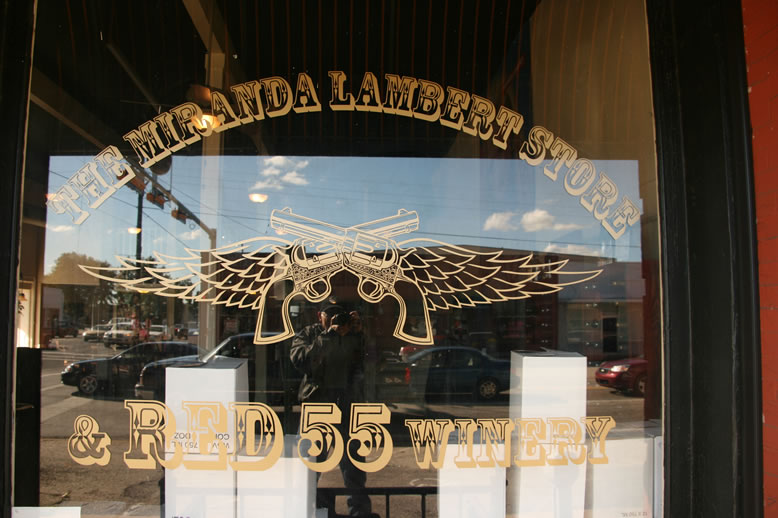 THE MIRANDA LAMBERT STORE
& RED 55 WINERY